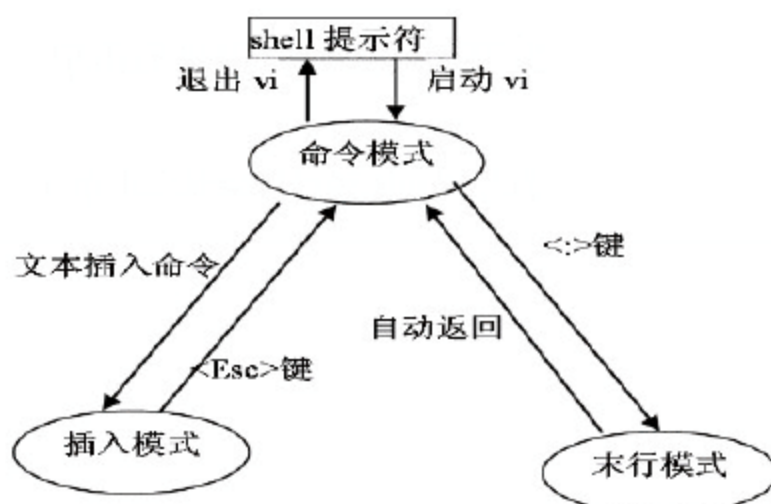 shell 提示符
退出 vi
启动 vi
命令模式
<:>键
文本插入命令
自动返回
<Esc>键
插入模式
末行模式